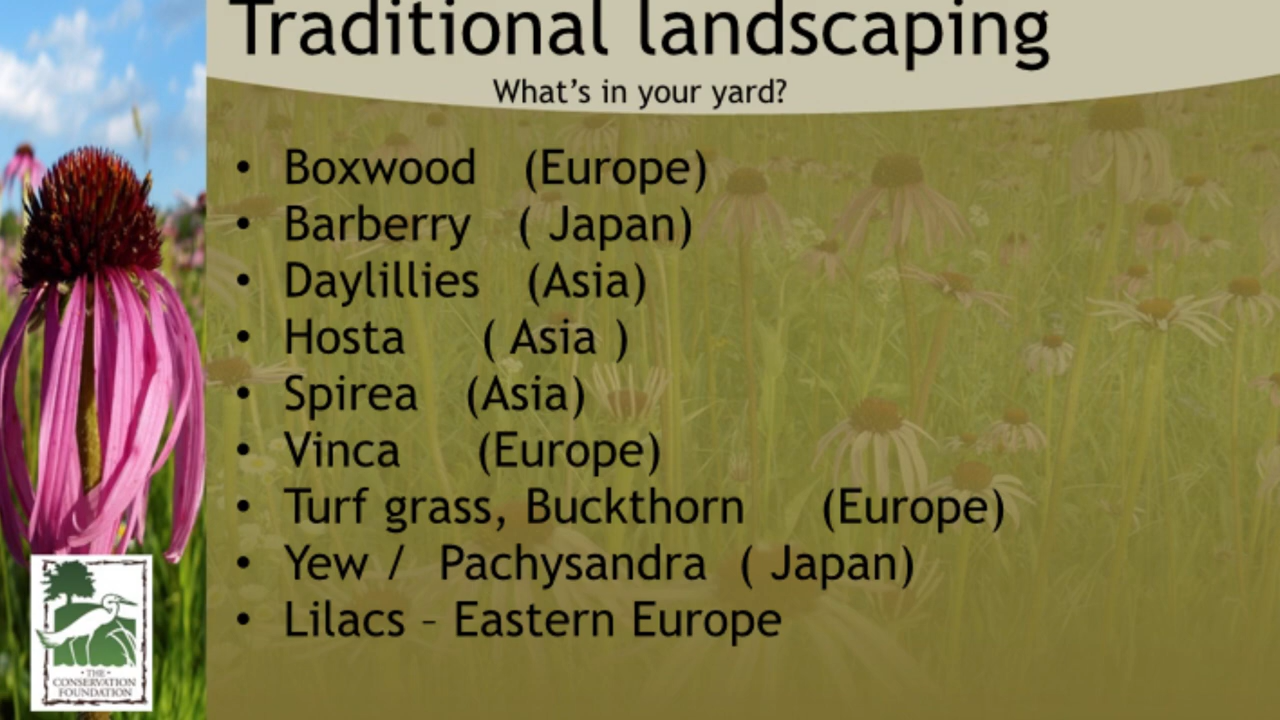 Traditional landscaping
What's in your yard?
• Boxwood (Europe)
• Barberry ( Japan)
• Daylillies (Asia)
• Hosta ( Asia )
• Spirea (Asia)
• Vinca (Europe)
• Turf grass, Buckthorn (Europe)
• Yew / Pachysandra ( Japan)
• Lilacs – Eastern Europe
• THE •
CONSERVATION
FOUNDATION